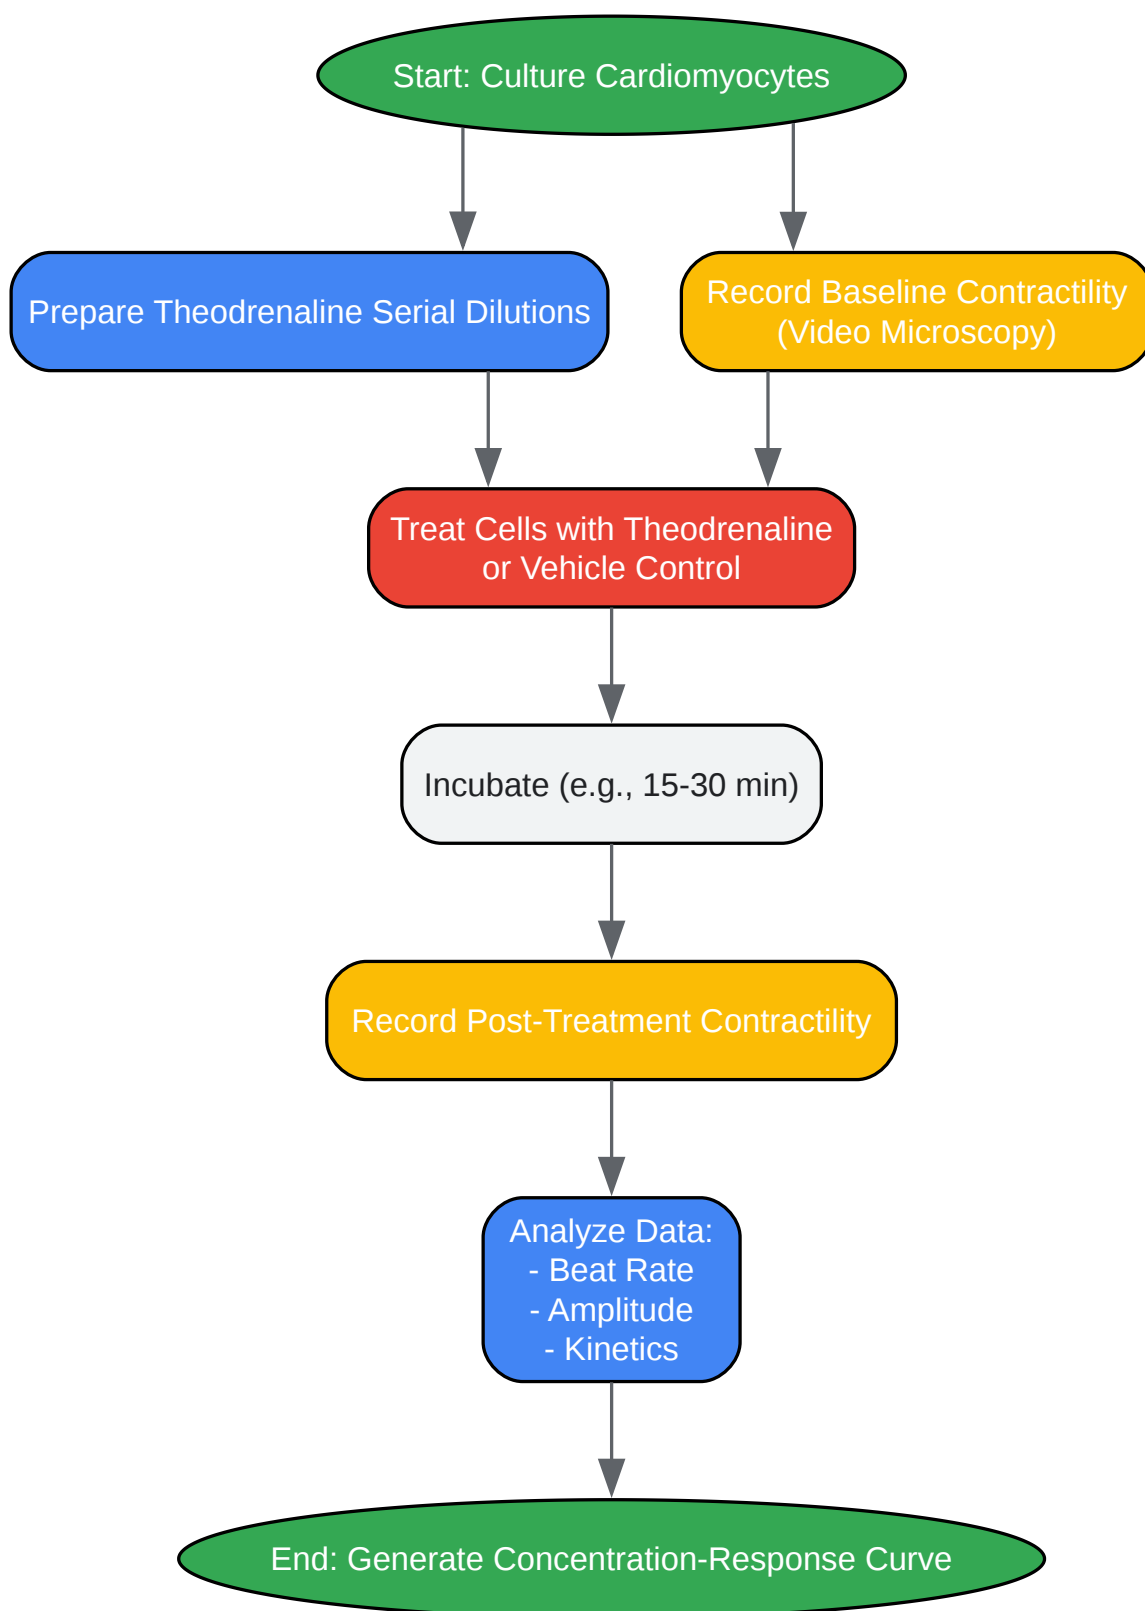 Start: Culture Cardiomyocytes
Prepare Theodrenaline Serial Dilutions
Record Baseline Contractility
(Video Microscopy)
Treat Cells with Theodrenaline
or Vehicle Control
Incubate (e.g., 15-30 min)
Record Post-Treatment Contractility
Analyze Data:
- Beat Rate
- Amplitude
- Kinetics
End: Generate Concentration-Response Curve